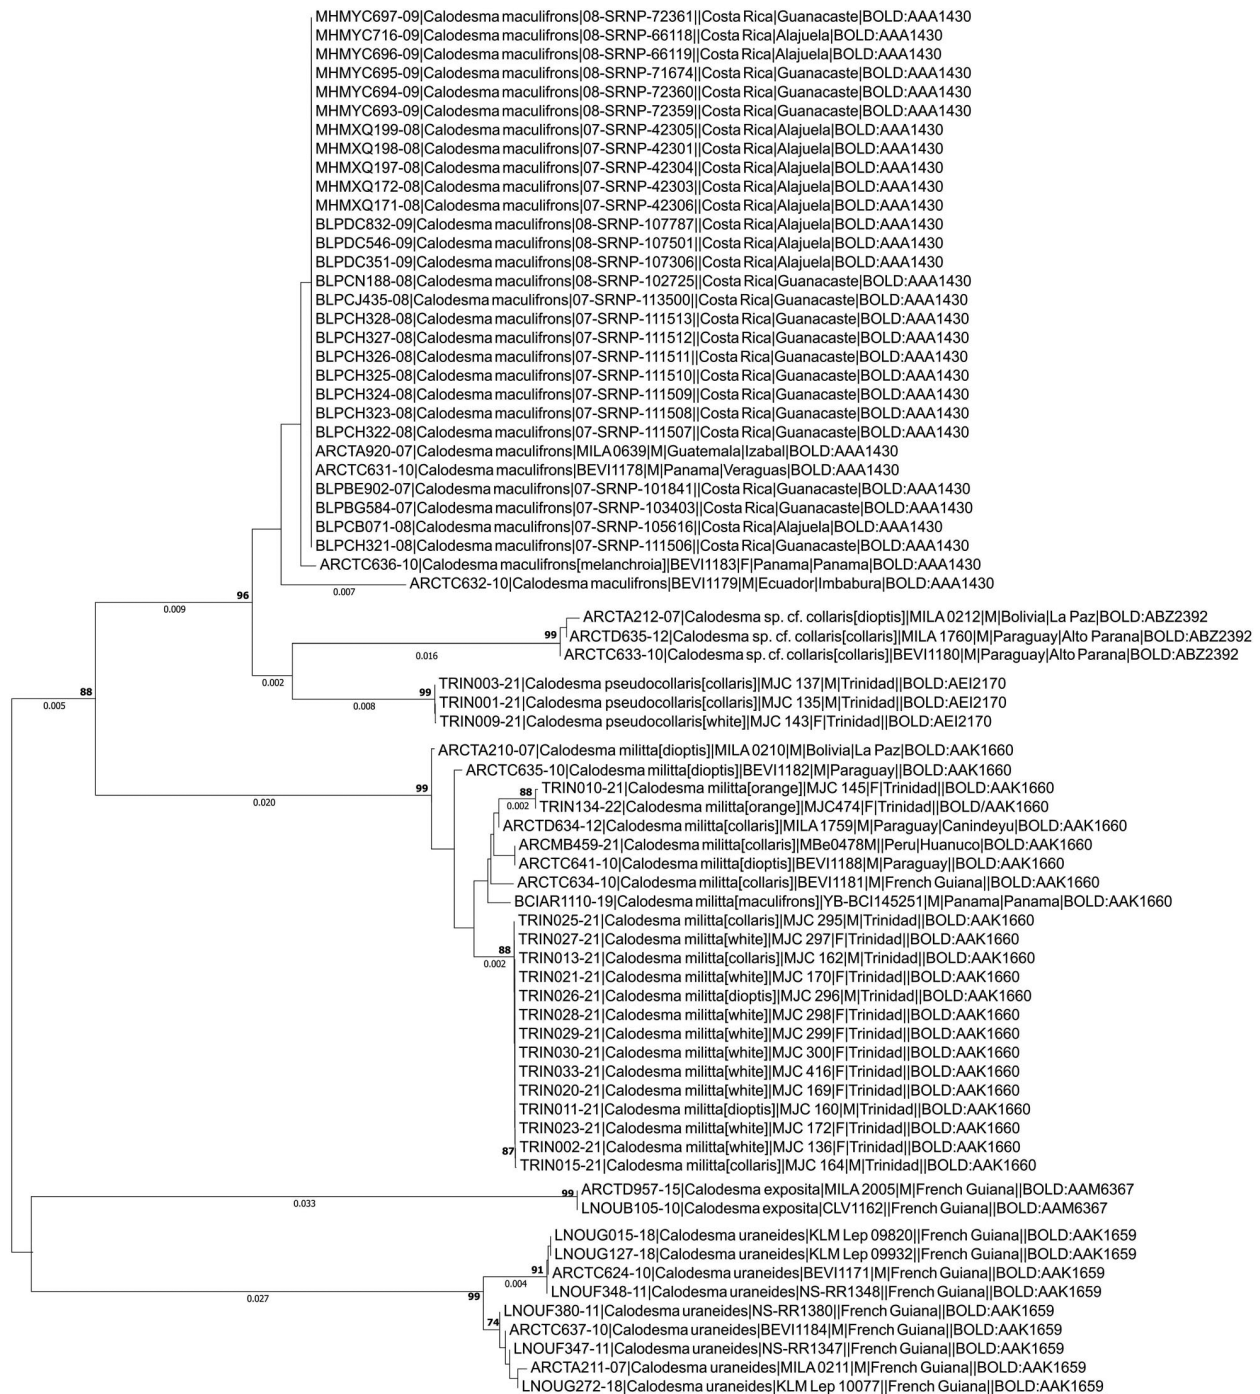 MHMYC697-09|Calodesma maculifrons|08-SRNP-72361||Costa Rica|Guanacaste|BOLD:AAA1430
MHMYC716-09|Calodesma maculifrons|08-SRNP-66118||Costa Rica|Alajuela|BOLD:AAA1430
MHMYC696-09|Calodesma maculifrons|08-SRNP-66119||Costa Rica|Alajuela|BOLD:AAA1430
MHMYC695-09|Calodesma maculifrons|08-SRNP-71674||Costa Rica|Guanacaste|BOLD:AAA1430
MHMYC694-09|Calodesma maculifrons|08-SRNP-72360||Costa Rica|Guanacaste|BOLD:AAA1430
MHMYC693-09|Calodesma maculifrons|08-SRNP-72359||Costa Rica|Guanacaste|BOLD:AAA1430
MHMXQ199-08|Calodesma maculifrons|07-SRNP-42305||Costa Rica|Alajuela|BOLD:AAA1430
MHMXQ198-08|Calodesma maculifrons|07-SRNP-42301||Costa Rica|Alajuela|BOLD:AAA1430
MHMXQ197-08|Calodesma maculifrons|07-SRNP-42304||Costa Rica|Alajuela|BOLD:AAA1430
MHMXQ172-08|Calodesma maculifrons|07-SRNP-42303||Costa Rica|Alajuela|BOLD:AAA1430
MHMXQ171-08|Calodesma maculifrons|07-SRNP-42306||Costa Rica|Alajuela|BOLD:AAA1430
BLPDC832-09|Calodesma maculifrons|08-SRNP-107787||Costa Rica|Alajuela|BOLD:AAA1430
BLPDC546-09|Calodesma maculifrons|08-SRNP-107501||Costa Rica|Alajuela|BOLD:AAA1430
BLPDC351-09|Calodesma maculifrons|08-SRNP-107306||Costa Rica|Alajuela|BOLD:AAA1430
BLPCN188-08|Calodesma maculifrons|08-SRNP-102725||Costa Rica|Guanacaste|BOLD:AAA1430
BLPCJ435-08|Calodesma maculifrons|07-SRNP-113500||Costa Rica|Guanacaste|BOLD:AAA1430
BLPCH328-08|Calodesma maculifrons|07-SRNP-111513||Costa Rica|Guanacaste|BOLD:AAA1430
BLPCH327-08|Calodesma maculifrons|07-SRNP-111512||Costa Rica|Guanacaste|BOLD:AAA1430
BLPCH326-08|Calodesma maculifrons|07-SRNP-111511||Costa Rica|Guanacaste|BOLD:AAA1430
BLPCH325-08|Calodesma maculifrons|07-SRNP-111510||Costa Rica|Guanacaste|BOLD:AAA1430
BLPCH324-08|Calodesma maculifrons|07-SRNP-111509||Costa Rica|Guanacaste|BOLD:AAA1430
BLPCH323-08|Calodesma maculifrons|07-SRNP-111508||Costa Rica|Guanacaste|BOLD:AAA1430
BLPCH322-08|Calodesma maculifrons|07-SRNP-111507||Costa Rica|Guanacaste|BOLD:AAA1430
ARCTA920-07|Calodesma maculifrons|MILA 0639|M|Guatemala|Izabal|BOLD:AAA1430
ARCTC631-10|Calodesma maculifrons|BEVI1178|M|Panama|Veraguas|BOLD:AAA1430
BLPBE902-07|Calodesma maculifrons|07-SRNP-101841||Costa Rica|Guanacaste|BOLD:AAA1430
BLPBG584-07|Calodesma maculifrons|07-SRNP-103403||Costa Rica|Guanacaste|BOLD:AAA1430
BLPCB071-08|Calodesma maculifrons|07-SRNP-105616||Costa Rica|Alajuela|BOLD:AAA1430
BLPCH321-08|Calodesma maculifrons|07-SRNP-111506||Costa Rica|Guanacaste|BOLD:AAA1430
ARCTC636-10|Calodesma maculifrons[melanchroia]|BEVI1183|F|Panama|Panama|BOLD:AAA1430
ARCTC632-10|Calodesma maculifrons|BEVI1179|M|Ecuador|Imbabura|BOLD:AAA1430
0.007
96
0.009
ARCTA212-07|Calodesma sp. cf. collaris[dioptis]|MILA 0212|M|Bolivia|La Paz|BOLD:ABZ2392
99
ARCTD635-12|Calodesma sp. cf. collaris[collaris]|MILA 1760|M|Paraguay|Alto Parana|BOLD:ABZ2392
0.016
ARCTC633-10|Calodesma sp. cf. collaris[collaris]|BEVI1180|M|Paraguay|Alto Parana|BOLD:ABZ2392
0.002
TRIN003-21|Calodesma pseudocollaris[collaris]|MJC 137|M|Trinidad||BOLD:AEI2170
88
99
0.005
0.008
TRIN001-21|Calodesma pseudocollaris[collaris]|MJC 135|M|Trinidad||BOLD:AEI2170
TRIN009-21|Calodesma pseudocollaris[white]|MJC 143|F|Trinidad||BOLD:AEI2170
ARCTA210-07|Calodesma militta[dioptis]|MILA 0210|M|Bolivia|La Paz|BOLD:AAK1660
ARCTC635-10|Calodesma militta[dioptis]|BEVI1182|M|Paraguay||BOLD:AAK1660
99
0.020
88
TRIN010-21|Calodesma militta[orange]|MJC 145|F|Trinidad||BOLD:AAK1660
0.002
TRIN134-22|Calodesma militta[orange]|MJC474|F|Trinidad||BOLD/AAK1660
ARCTD634-12|Calodesma militta[collaris]|MILA 1759|M|Paraguay|Canindeyu|BOLD:AAK1660
ARCMB459-21|Calodesma militta[collaris]|MBe0478M||Peru|Huanuco|BOLD:AAK1660
ARCTC641-10|Calodesma militta[dioptis]|BEVI1188|M|Paraguay||BOLD:AAK1660
ARCTC634-10|Calodesma militta[collaris]|BEVI1181|M|French Guiana||BOLD:AAK1660
BCIAR1110-19|Calodesma militta[maculifrons]|YB-BCI145251|M|Panama|Panama|BOLD:AAK1660
TRIN025-21|Calodesma militta[collaris]|MJC 295|M|Trinidad||BOLD:AAK1660
TRIN027-21|Calodesma militta[white]|MJC 297|F|Trinidad||BOLD:AAK1660
88
0.002
TRIN013-21|Calodesma militta[collaris]|MJC 162|M|Trinidad||BOLD:AAK1660
TRIN021-21|Calodesma militta[white]|MJC 170|F|Trinidad||BOLD:AAK1660
TRIN026-21|Calodesma militta[dioptis]|MJC 296|M|Trinidad||BOLD:AAK1660
TRIN028-21|Calodesma militta[white]|MJC 298|F|Trinidad||BOLD:AAK1660
TRIN029-21|Calodesma militta[white]|MJC 299|F|Trinidad||BOLD:AAK1660
TRIN030-21|Calodesma militta[white]|MJC 300|F|Trinidad||BOLD:AAK1660
TRIN033-21|Calodesma militta[white]|MJC 416|F|Trinidad||BOLD:AAK1660
TRIN020-21|Calodesma militta[white]|MJC 169|F|Trinidad||BOLD:AAK1660
TRIN011-21|Calodesma militta[dioptis]|MJC 160|M|Trinidad||BOLD:AAK1660
TRIN023-21|Calodesma militta[white]|MJC 172|F|Trinidad||BOLD:AAK1660
TRIN002-21|Calodesma militta[white]|MJC 136|F|Trinidad||BOLD:AAK1660
87
TRIN015-21|Calodesma militta[collaris]|MJC 164|M|Trinidad||BOLD:AAK1660
99
0.033
ARCTD957-15|Calodesma exposita|MILA 2005|M|French Guiana||BOLD:AAM6367
LNOUB105-10|Calodesma exposita|CLV1162||French Guiana||BOLD:AAM6367
LNOUG015-18|Calodesma uraneides|KLM Lep 09820||French Guiana||BOLD:AAK1659
LNOUG127-18|Calodesma uraneides|KLM Lep 09932||French Guiana||BOLD:AAK1659
91
0.004
ARCTC624-10|Calodesma uraneides|BEVI1171|M|French Guiana||BOLD:AAK1659
LNOUF348-11|Calodesma uraneides|NS-RR1348||French Guiana||BOLD:AAK1659
99
0.027
LNOUF380-11|Calodesma uraneides|NS-RR1380||French Guiana||BOLD:AAK1659
74
ARCTC637-10|Calodesma uraneides|BEVI1184|M|French Guiana||BOLD:AAK1659
LNOUF347-11|Calodesma uraneides|NS-RR1347||French Guiana||BOLD:AAK1659
ARCTA211-07|Calodesma uraneides|MILA 0211|M|French Guiana||BOLD:AAK1659
LNOUG272-18|Calodesma uraneides|KLM Lep 10077||French Guiana||BOLD:AAK1659